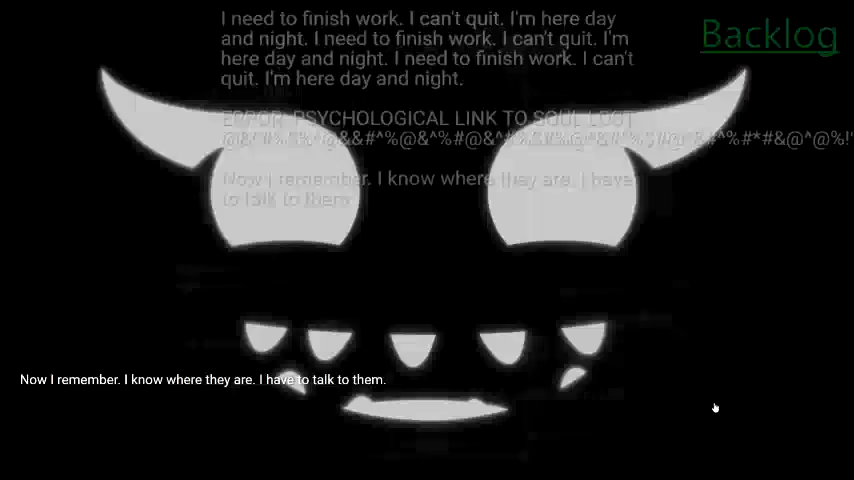 I need to finish work. I can't quit. I'm here day
and night. I need to finish work. I can't quit. I'm
here day and night. I need to finish work. I can't
quit. I'm here day and night.
Backlog
ERROR: PSYCHOLOGICAL LINK TO SOUL LOST
Now I remember. I know where they are. I have
to talk to them.
Now I remember. I know where they are. I have to talk to them.